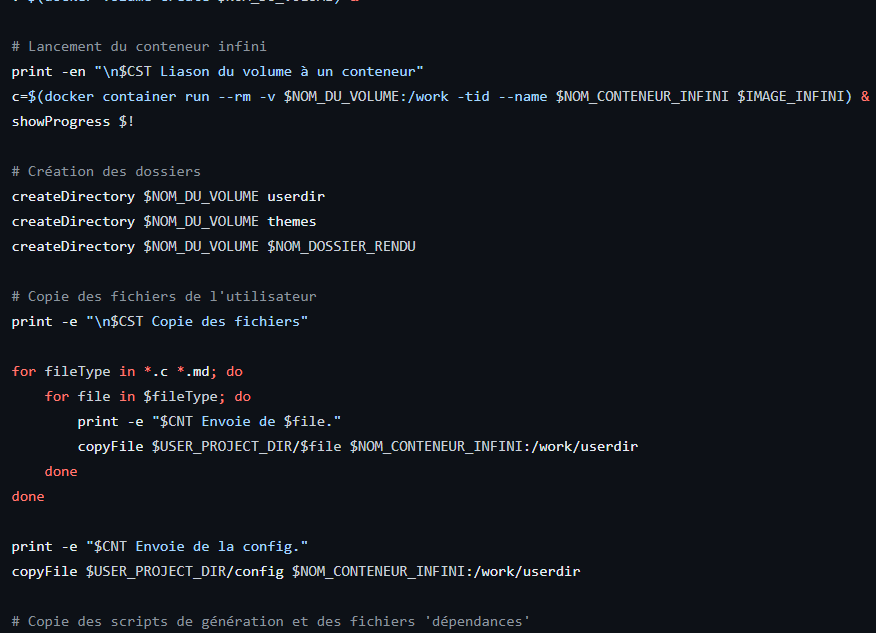 # Lancement du conteneur infini
print -en "\n$CST Liason du volume à un conteneur"
c=$(docker container run --rm -v $NOM_DU_VOLUME:/work -tid --name $NOM_CONTENEUR_INFINI $IMAGE_INFINI) &
showProgress $!
# Création des dossiers
createDirectory $NOM_DU_VOLUME userdir
createDirectory $NOM_DU_VOLUME themes
createDirectory $NOM_DU_VOLUME $NOM_DOSSIER_RENDU
# Copie des fichiers de l'utilisateur
print -e "\n$CST Copie des fichiers"
for fileType in *.c *.md; do
for file in $fileType; do
print -e "$CNT Envoie de $file."
copyFile $USER_PROJECT_DIR/$file $NOM_CONTENEUR_INFINI:/work/userdir
done
done
print -e "$CNT Envoie de la config."
copyFile $USER_PROJECT_DIR/config $NOM_CONTENEUR_INFINI:/work/userdir
# Copie des scripts de génération et des fichiers 'dépendances'